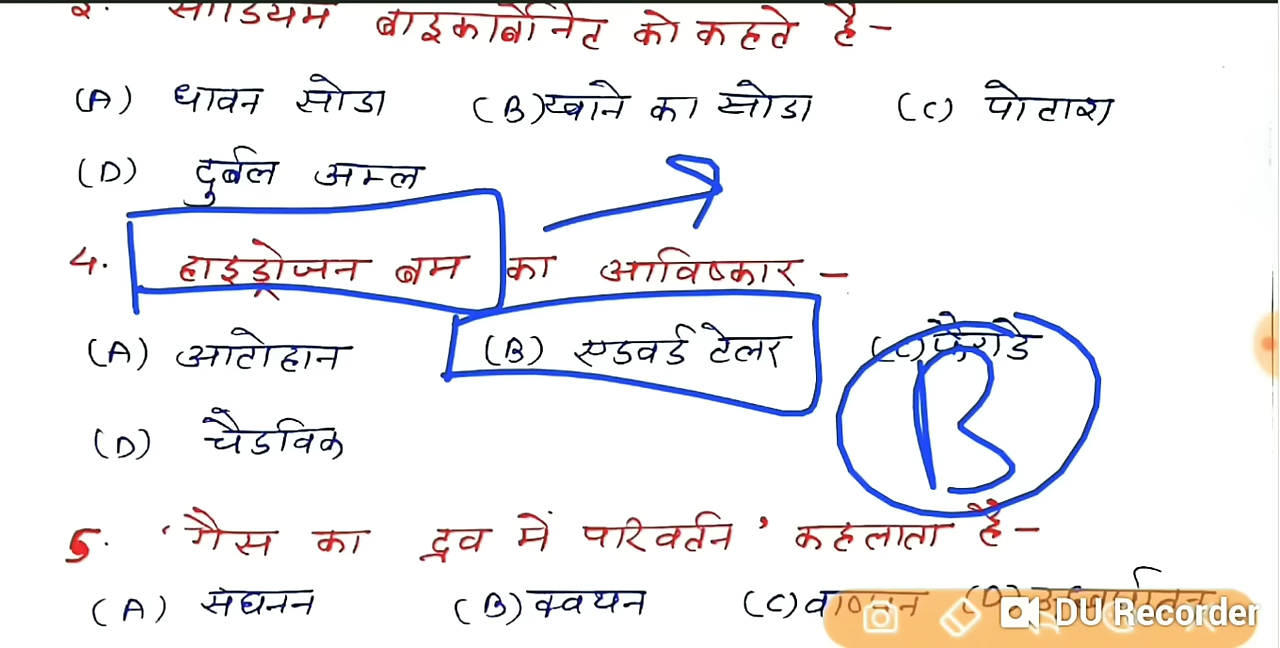 सोडियम बाइकार्बोनेट को कहते है -
(A) धावन सोडा (B) खाने का सोडा (C) पोटाश
(D) दुर्बल अम्ल
4. हाइड्रोजन बम का आविष्कार -
(A) आटोहान (B) एडवर्ड टेलर (C) फैराडे
B
(D) चैडविक
5. 'गैस का द्रव में परिवर्तन' कहलाता है -
(A) संघनन (B) क्वथन (C) (D)
DU Recorder